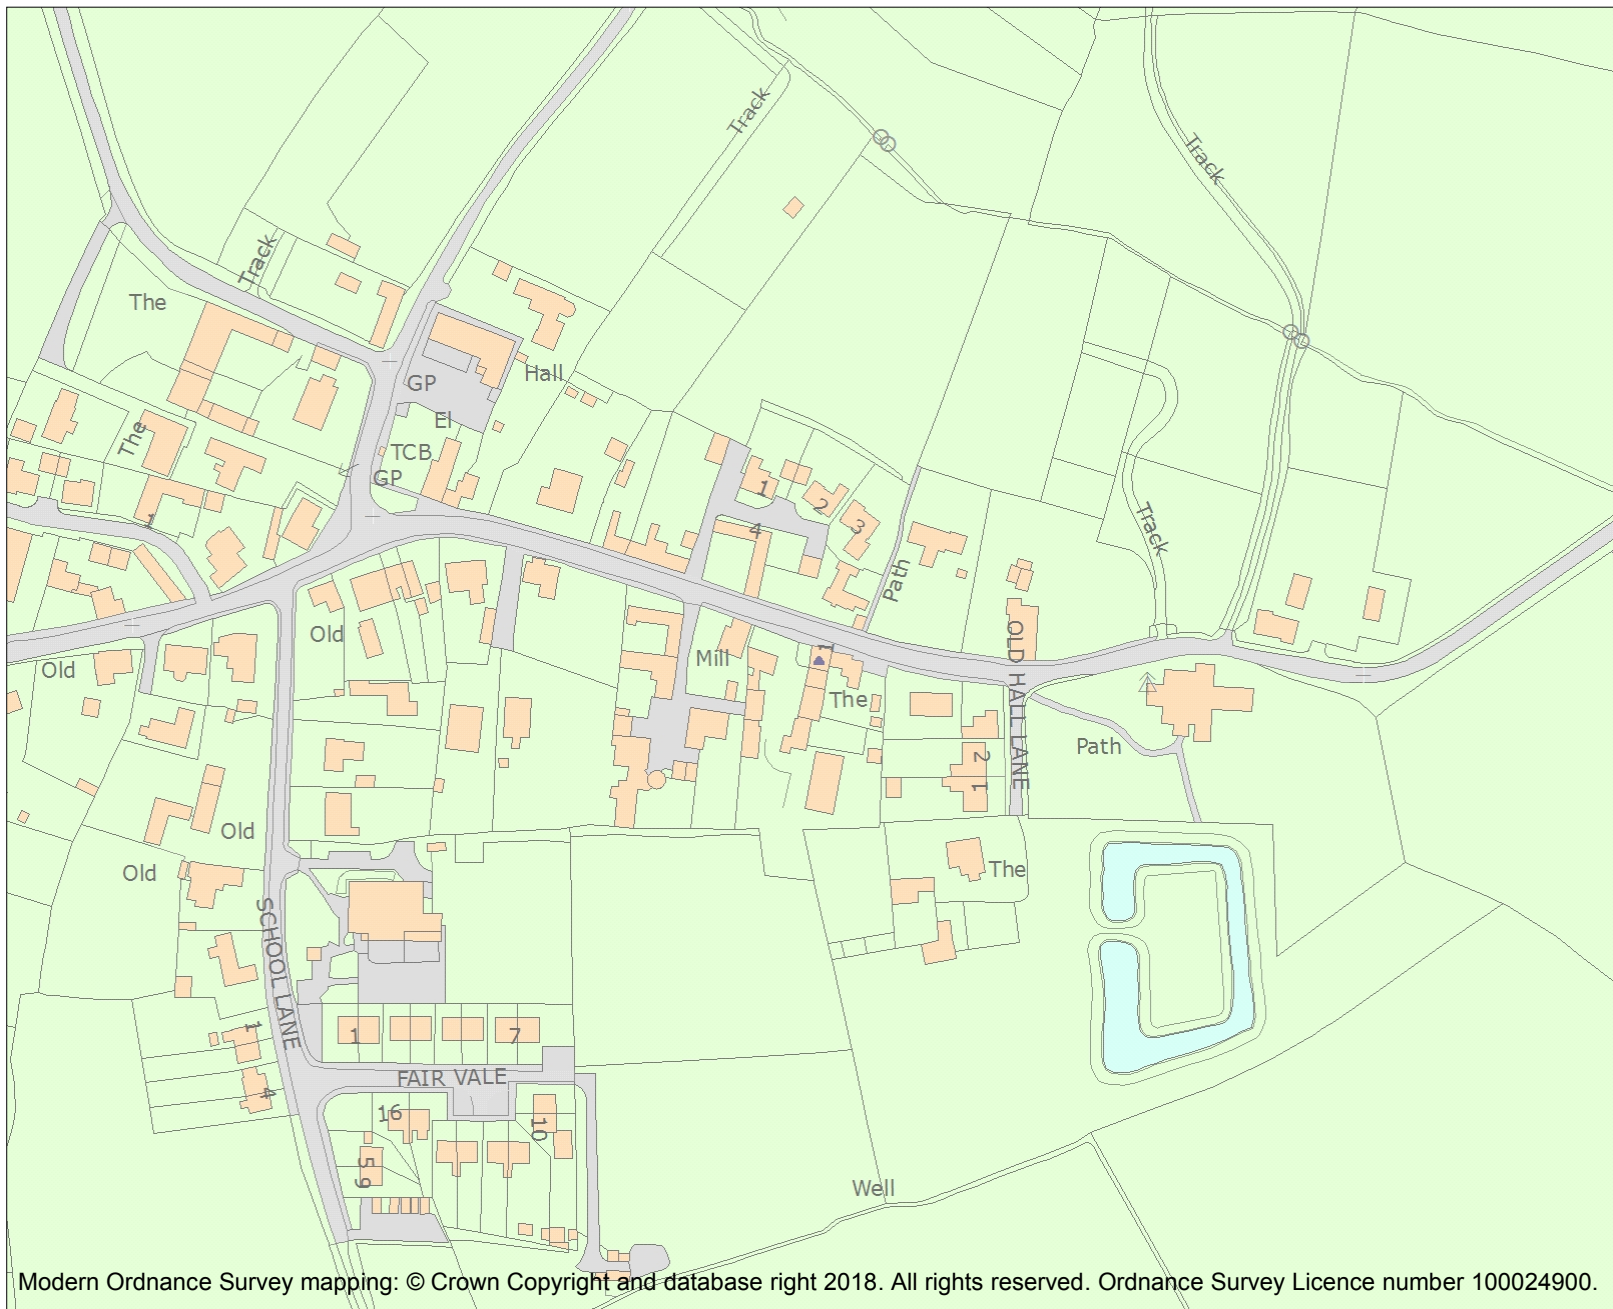 Track
Track
Track
The
Hall
GP
El
TCB
GP
The
1
1
2
3
4
Path
Track
Old
Mill
1
The
OLD HALL LANE
Old
2
1
Path
Old
Old
The
SCHOOL LANE
1
4
1
7
FAIR VALE
16
10
59
Well
Modern Ordnance Survey mapping: © Crown Copyright and database right 2018. All rights reserved. Ordnance Survey Licence number 100024900.